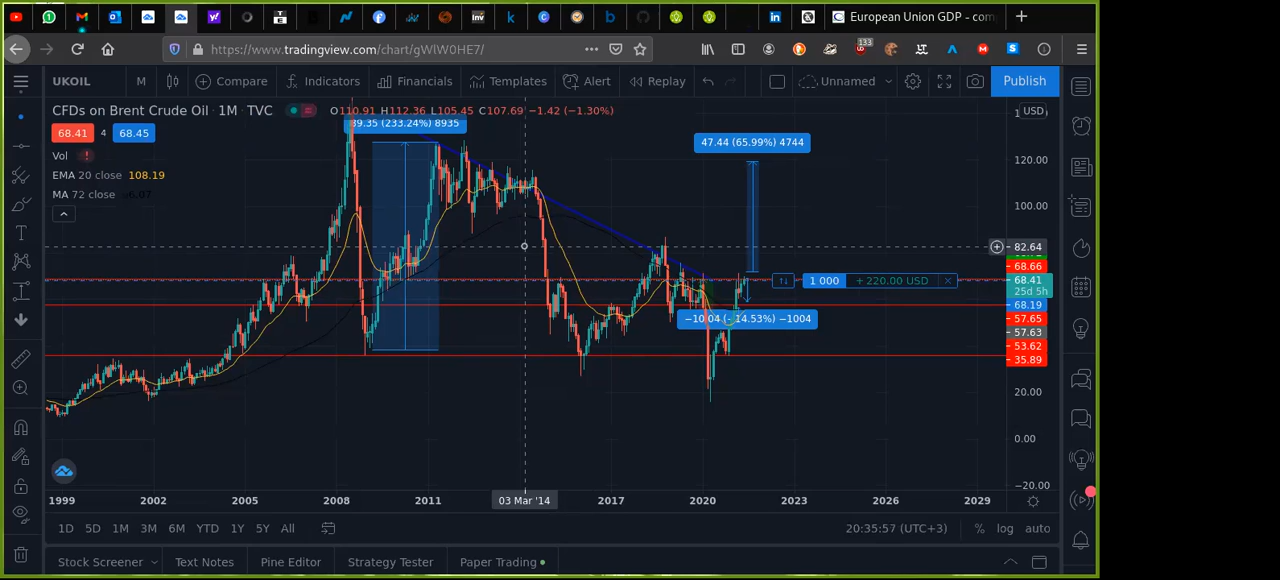 European Union GDP - com
https://www.tradingview.com/chart/gWlW0HE7/
133
UKOIL M Compare Indicators Financials Templates Alert Replay Unnamed Publish
CFDs on Brent Crude Oil · 1M · TVC O110.91 H112.36 L105.45 C107.69 −1.42 (−1.30%) USD
68.41 4 68.45
Vol
EMA 20 close 108.19
MA 72 close
89.35 (233.24%) 8935
47.44 (65.99%) 4744
120.00
100.00
82.64
68.66
1 000 + 220.00 USD
68.41
25d 5h
68.19
−10.04 (−14.53%) −1004
57.65
57.63
53.62
35.89
20.00
0.00
−20.00
1999 2002 2005 2008 2011 03 Mar '14 2017 2020 2023 2026 2029
1D 5D 1M 3M 6M YTD 1Y 5Y All 20:35:57 (UTC+3) % log auto
Stock Screener Text Notes Pine Editor Strategy Tester Paper Trading